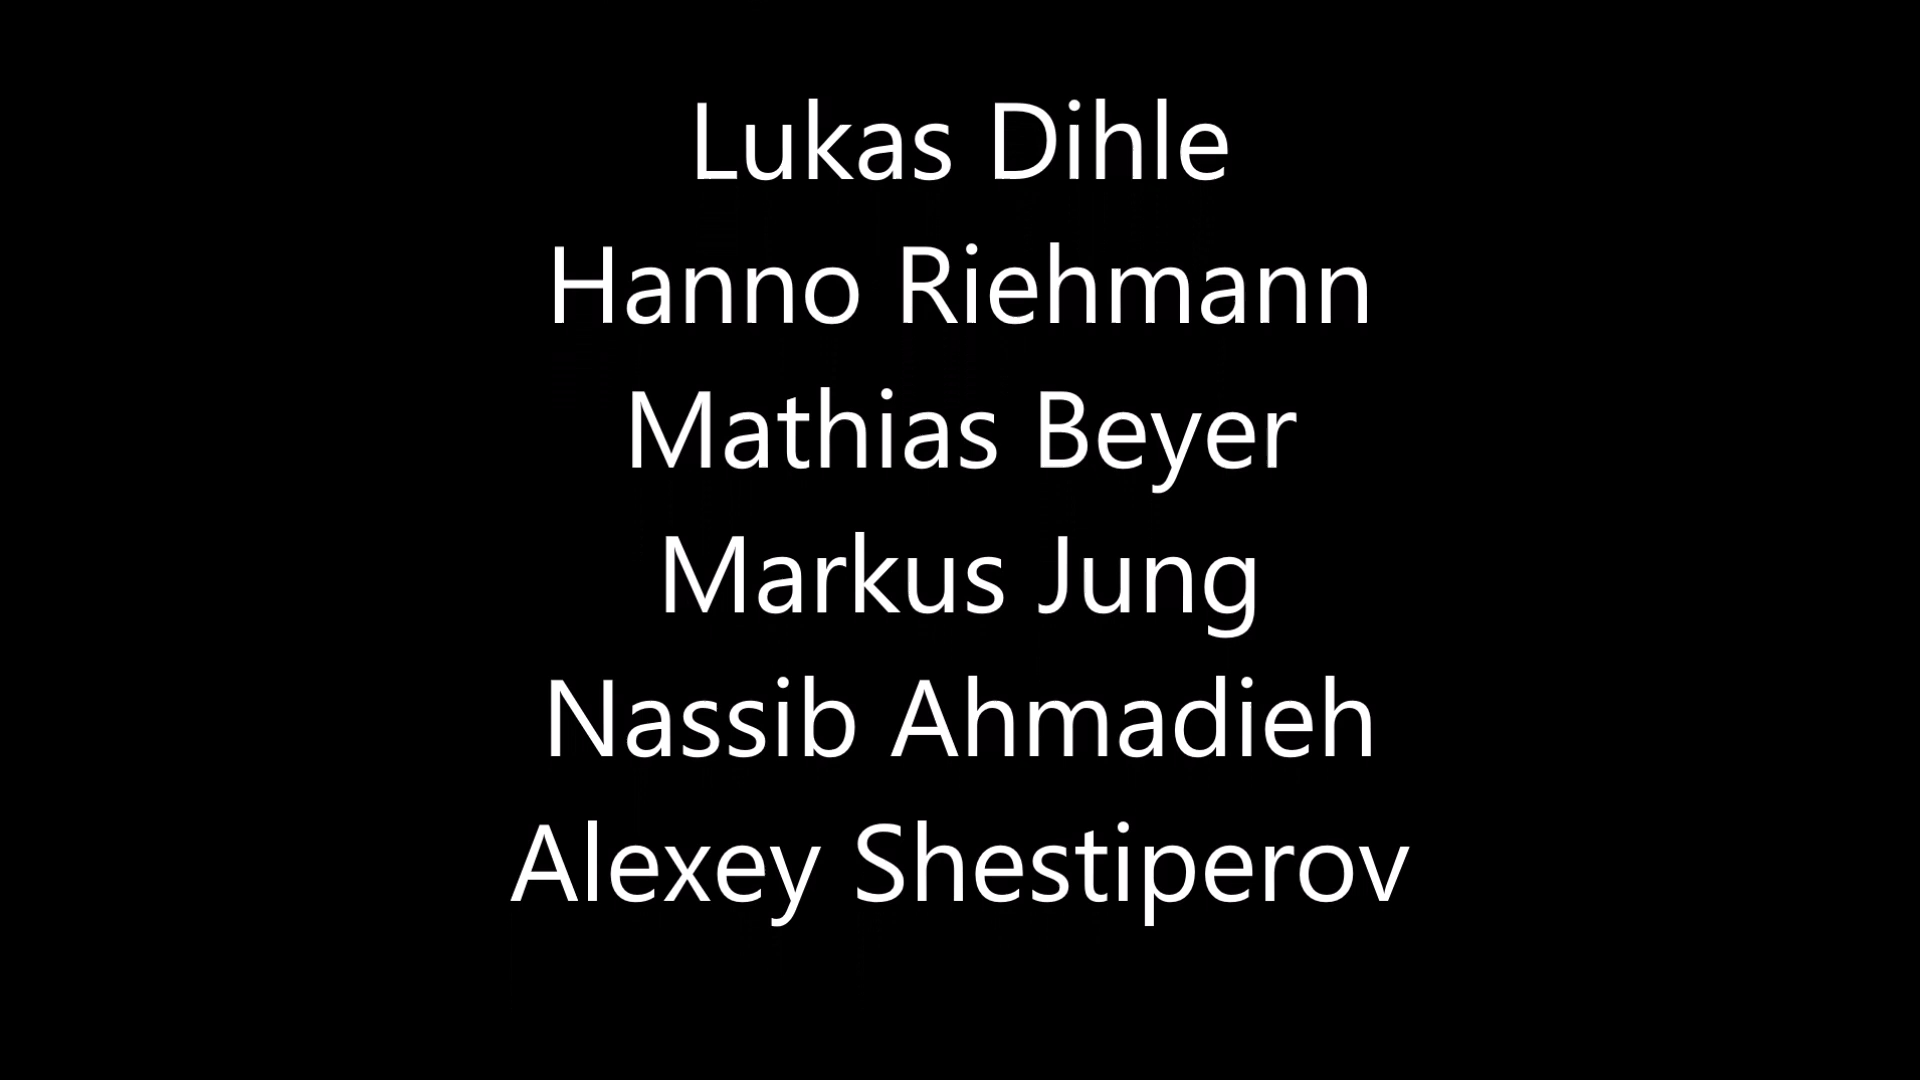 Lukas Dihle
Hanno Riehmann
Mathias Beyer
Markus Jung
Nassib Ahmadieh
Alexey Shestiperov